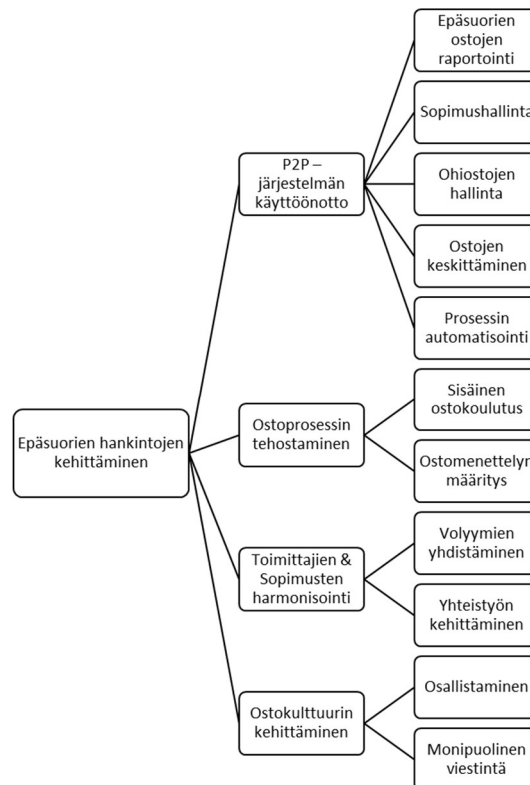 Epäsuorien hankintojen
kehittäminen
P2P –
järjestelmän
käyttöönotto
Epäsuorien
ostojen
raportointi
Sopimushallinta
Ohiostojen
hallinta
Ostojen
keskittäminen
Prosessin
automatisointi
Ostoprosessin
tehostaminen
Sisäinen
ostokoulutus
Ostomenettelyn
määritys
Toimittajien &
Sopimusten
harmonisointi
Volyymien
yhdistäminen
Yhteistyön
kehittäminen
Ostokulttuurin
kehittäminen
Osallistaminen
Monipuolinen
viestintä